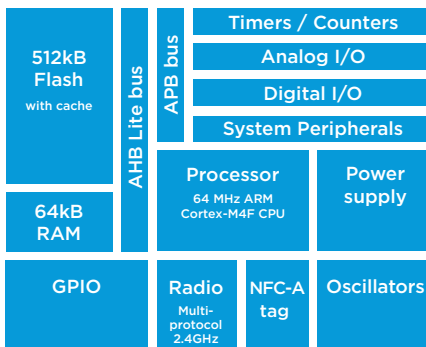 512kB
Flash
with cache
64kB
RAM
AHB Lite bus
APB bus
Timers / Counters
Analog I/O
Digital I/O
System Peripherals
Processor
64 MHz ARM
Cortex-M4F CPU
Power
supply
GPIO
Radio
Multi-
protocol
2.4GHz
NFC-A
tag
Oscillators